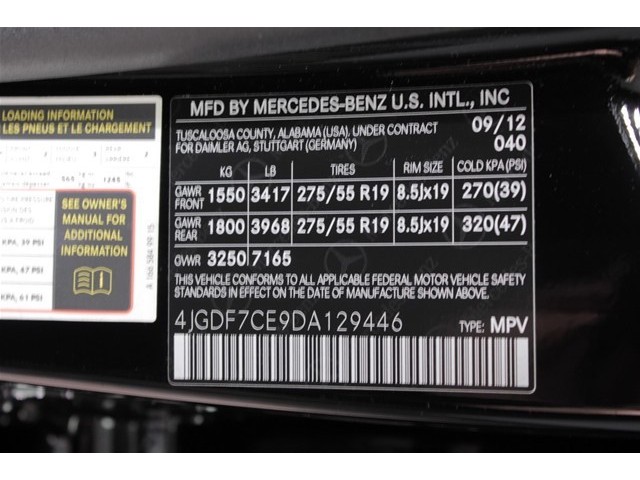 LOADING INFORMATION
LES PNEUS ET LE CHARGEMENT
SEE OWNER'S
MANUAL FOR
ADDITIONAL
INFORMATION
KPA, 39 PSI
KPA, 47 PSI
KPA, 61 PSI
A 166 584 99 15
MFD BY MERCEDES-BENZ U.S. INTL., INC
TUSCALOOSA COUNTY, ALABAMA (USA), UNDER CONTRACT
FOR DAIMLER AG, STUTTGART (GERMANY)
09/12
040
KG LB TIRES RIM SIZE COLD KPA (PSI)
GAWR FRONT 1550 3417 275/55 R19 8.5Jx19 270(39)
GAWR REAR 1800 3968 275/55 R19 8.5Jx19 320(47)
GVWR 3250 7165
THIS VEHICLE CONFORMS TO ALL APPLICABLE FEDERAL MOTOR VEHICLE SAFETY
STANDARDS IN EFFECT ON THE DATE OF MANUFACTURE SHOWN ABOVE
4JGDF7CE9DA129446
TYPE: MPV